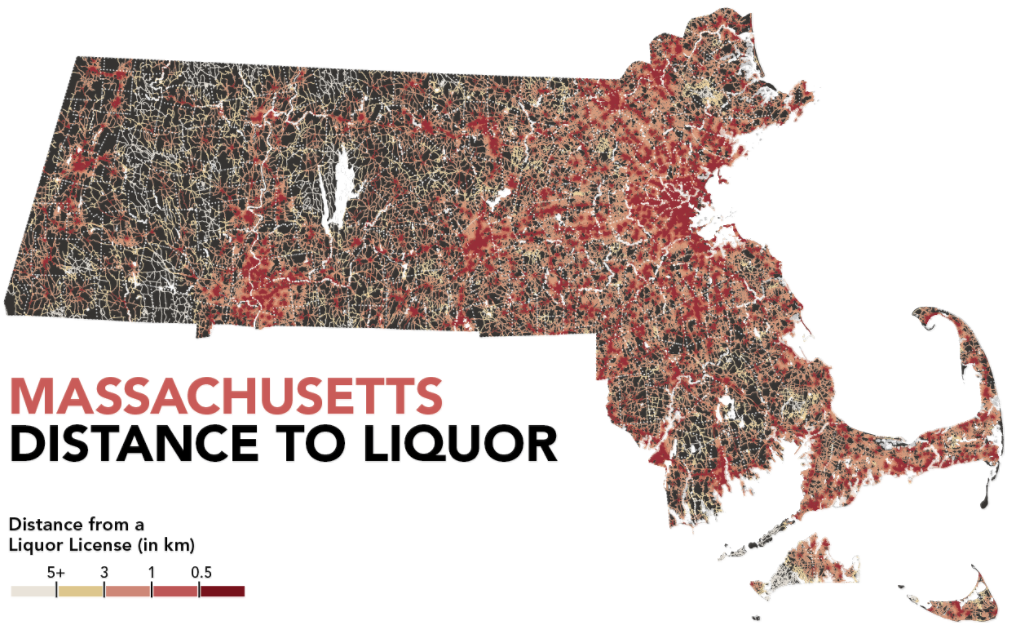 MASSACHUSETTS
DISTANCE TO LIQUOR
Distance from a
Liquor License (in km)
5+ 3 1 0.5